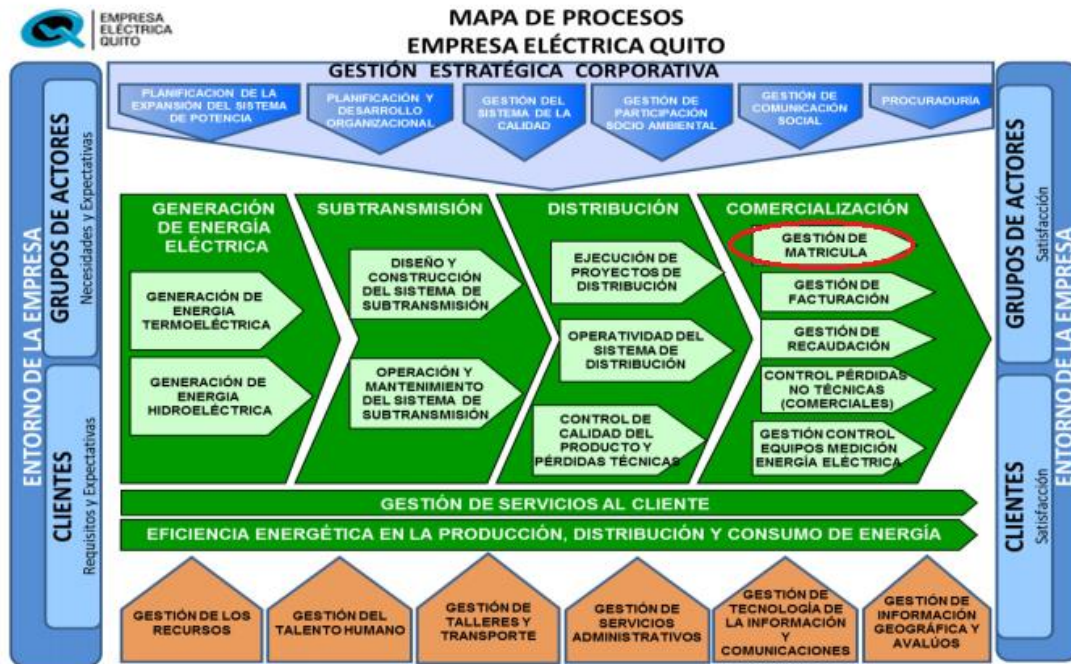 EMPRESA
ELÉCTRICA
QUITO
MAPA DE PROCESOS
EMPRESA ELÉCTRICA QUITO
GESTIÓN ESTRATÉGICA CORPORATIVA
PLANIFICACION DE LA
EXPANSIÓN DEL SISTEMA
DE POTENCIA
PLANIFICACIÓN Y
DESARROLLO
ORGANIZACIONAL
GESTIÓN DEL
SISTEMA DE LA
CALIDAD
GESTIÓN DE
PARTICIPACIÓN
SOCIO AMBIENTAL
GESTIÓN DE
COMUNICACIÓN
SOCIAL
PROCURADURÍA
ENTORNO DE LA EMPRESA
GRUPOS DE ACTORES
Necesidades y Expectativas
CLIENTES
Requisitos y Expectativas
GENERACIÓN
DE ENERGÍA
ELÉCTRICA
GENERACIÓN DE
ENERGIA
TERMOELÉCTRICA
GENERACIÓN DE
ENERGIA
HIDROELÉCTRICA
SUBTRANSMISIÓN
DISEÑO Y
CONSTRUCCIÓN
DEL SISTEMA DE
SUBTRANSMISIÓN
OPERACIÓN Y
MANTENIMIENTO
DEL SISTEMA DE
SUBTRANSMISIÓN
DISTRIBUCIÓN
EJECUCIÓN DE
PROYECTOS DE
DISTRIBUCIÓN
OPERATIVIDAD DEL
SISTEMA DE
DISTRIBUCIÓN
CONTROL DE
CALIDAD DEL
PRODUCTO Y
PÉRDIDAS TÉCNICAS
COMERCIALIZACIÓN
GESTIÓN DE
MATRICULA
GESTIÓN DE
FACTURACIÓN
GESTIÓN DE
RECAUDACIÓN
CONTROL PÉRDIDAS
NO TÉCNICAS
(COMERCIALES)
GESTIÓN CONTROL
EQUIPOS MEDICIÓN
ENERGÍA ELÉCTRICA
GRUPOS DE ACTORES
Satisfacción
CLIENTES
Satisfacción
ENTORNO DE LA EMPRESA
GESTIÓN DE SERVICIOS AL CLIENTE
EFICIENCIA ENERGÉTICA EN LA PRODUCCIÓN, DISTRIBUCIÓN Y CONSUMO DE ENERGÍA
GESTIÓN DE LOS
RECURSOS
GESTIÓN DEL
TALENTO HUMANO
GESTIÓN DE
TALLERES Y
TRANSPORTE
GESTIÓN DE
SERVICIOS
ADMINISTRATIVOS
GESTIÓN DE
TECNOLOGÍA DE
LA INFORMACIÓN
Y
COMUNICACIONES
GESTIÓN DE
INFORMACIÓN
GEOGRÁFICA Y
AVALÚOS